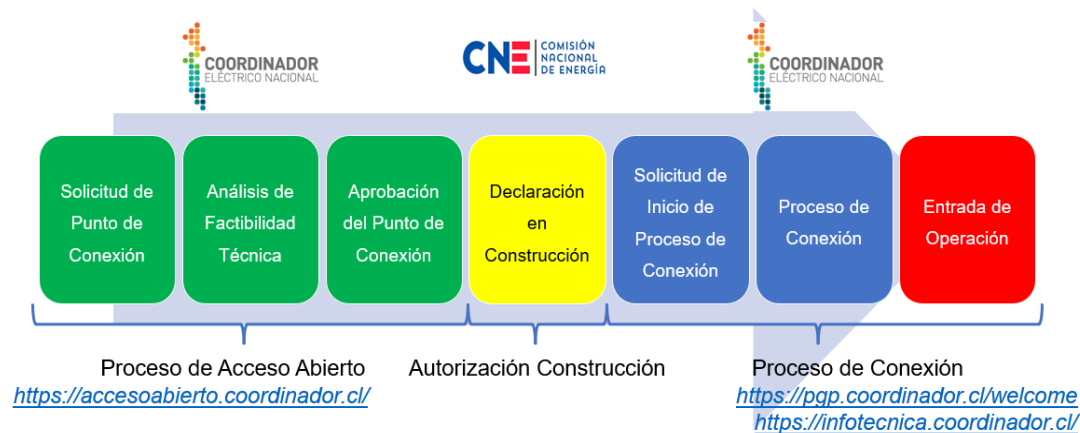 COORDINADOR
ELÉCTRICO NACIONAL
CNE
COMISIÓN
NACIONAL
DE ENERGÍA
COORDINADOR
ELÉCTRICO NACIONAL
Solicitud de
Punto de
Conexión
Análisis de
Factibilidad
Técnica
Aprobación
del Punto de
Conexión
Declaración
en
Construcción
Solicitud de
Inicio de
Proceso de
Conexión
Proceso de
Conexión
Entrada de
Operación
Proceso de Acceso Abierto
https://accesoabierto.coordinador.cl/
Autorización Construcción
Proceso de Conexión
https://pgp.coordinador.cl/welcome
https://infotecnica.coordinador.cl/